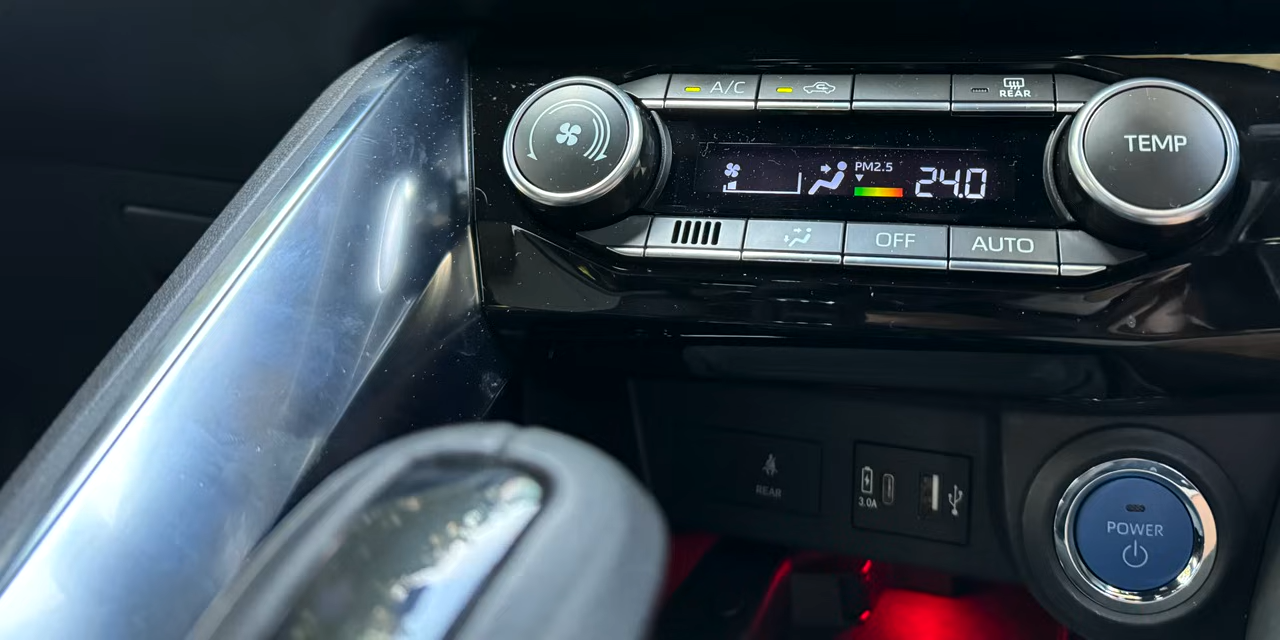 A/C
REAR
TEMP
PM2.5
24.0
OFF
AUTO
REAR
3.0A
POWER